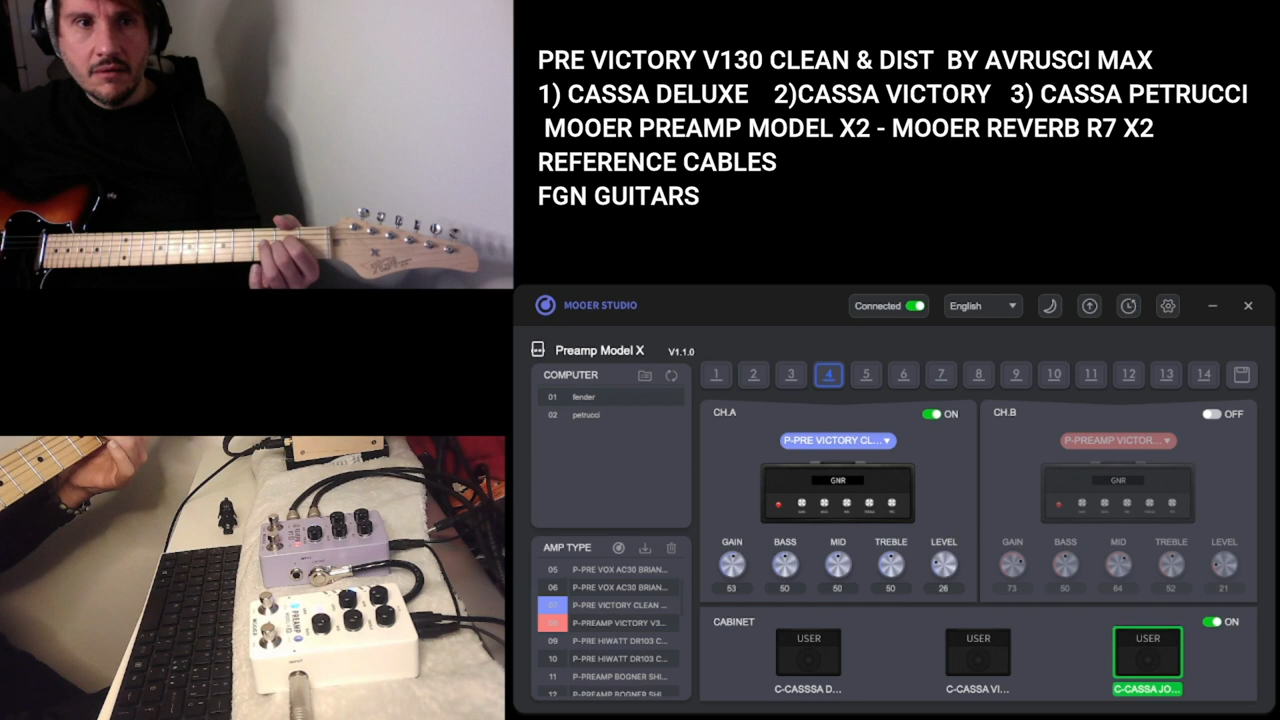 PRE VICTORY V130 CLEAN & DIST BY AVRUSCI MAX
1) CASSA DELUXE 2)CASSA VICTORY 3) CASSA PETRUCCI
MOOER PREAMP MODEL X2 - MOOER REVERB R7 X2
REFERENCE CABLES
FGN GUITARS
MOOER STUDIO
Connected
English
Preamp Model X V1.1.0
COMPUTER
01 fender
02 petrucci
1 2 3 4 5 6 7 8 9 10 11 12 13 14
CH.A ON
P-PRE VICTORY CL...
GNR
GAIN BASS MID TREBLE LEVEL
53 50 50 50 26
CH.B OFF
P-PREAMP VICTOR...
GNR
GAIN BASS MID TREBLE LEVEL
73 50 64 52 21
AMP TYPE
05 P-PRE VOX AC30 BRIAN...
06 P-PRE VOX AC30 BRIAN...
07 P-PRE VICTORY CLEAN ...
08 P-PREAMP VICTORY V3...
09 P-PRE HIWATT DR103 C...
10 P-PRE HIWATT DR103 C...
11 P-PREAMP BOGNER SHI...
12 P-PREAMP BOGNER SHI...
CABINET ON
USER USER USER
C-CASSSA D... C-CASSA VI... C-CASSA JO...
PREAMP